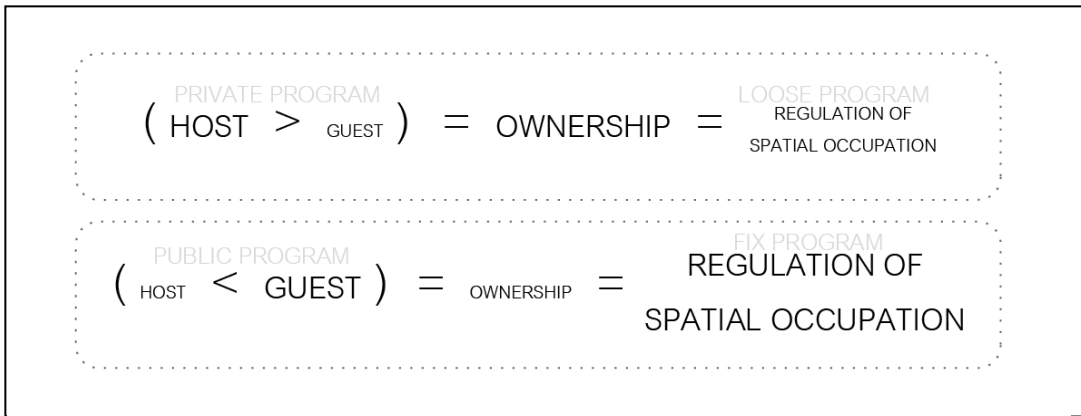 PRIVATE PROGRAM
LOOSE PROGRAM
( HOST > GUEST ) = OWNERSHIP = REGULATION OF
SPATIAL OCCUPATION
PUBLIC PROGRAM
FIX PROGRAM
( HOST < GUEST ) = OWNERSHIP = REGULATION OF
SPATIAL OCCUPATION